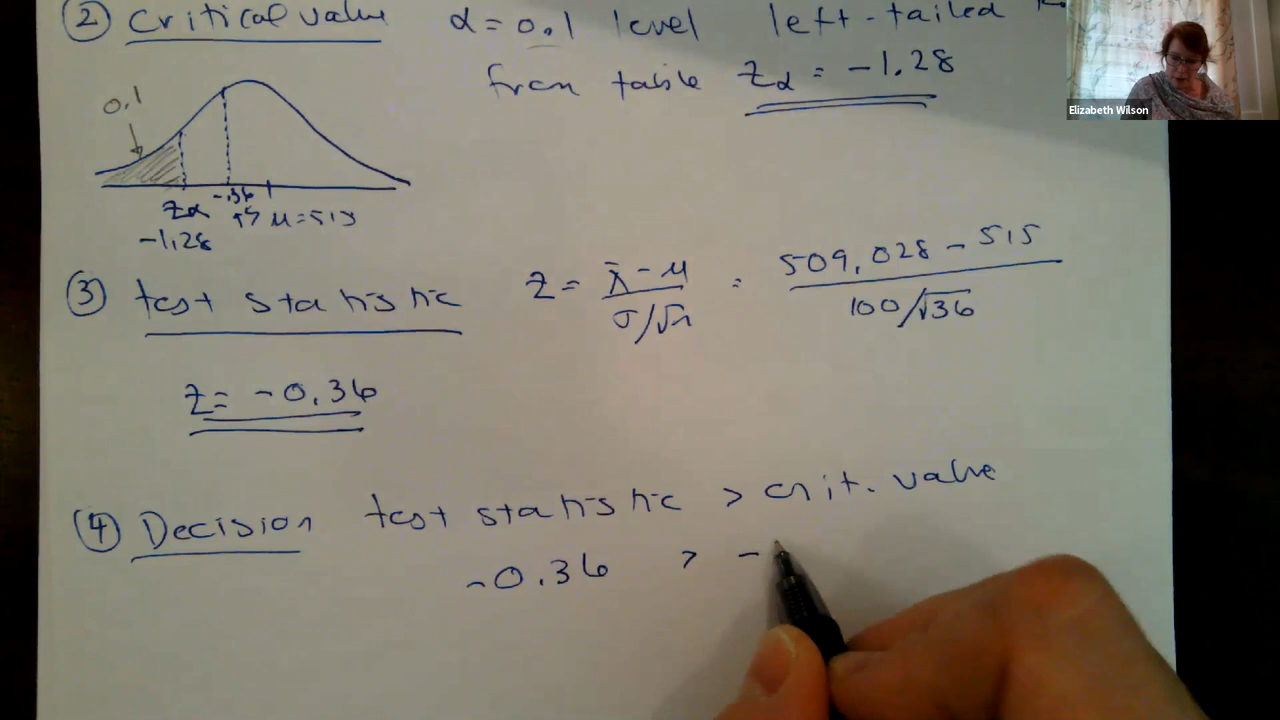 ② Critical value α = 0.1 level left-tailed
from table zα = -1.28
0.1
zα -.36 μ = 515
-1.28
③ test statistic z = x̄ - μ / σ/√n = 509.028 - 515 / 100/√36
z = -0.36
④ Decision test statistic > crit. value
-0.36 > -
Elizabeth Wilson